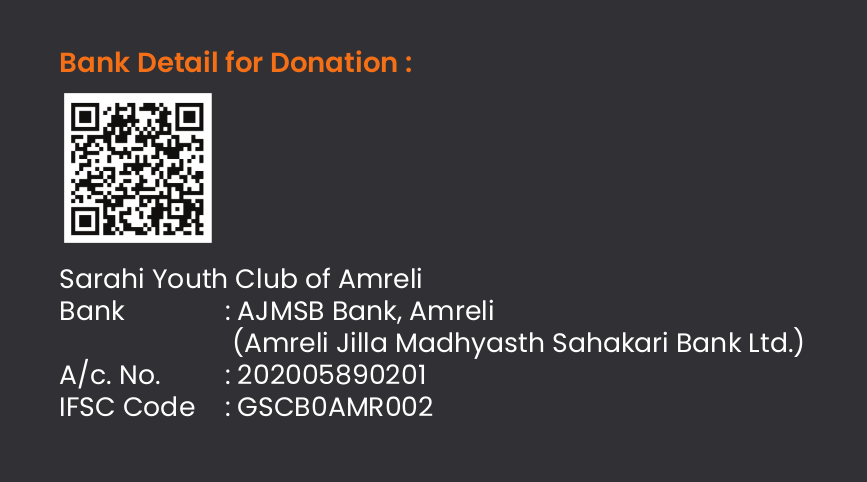 Bank Detail for Donation :
Sarahi Youth Club of Amreli
Bank : AJMSB Bank, Amreli
(Amreli Jilla Madhyasth Sahakari Bank Ltd.)
A/c. No. : 202005890201
IFSC Code : GSCB0AMR002